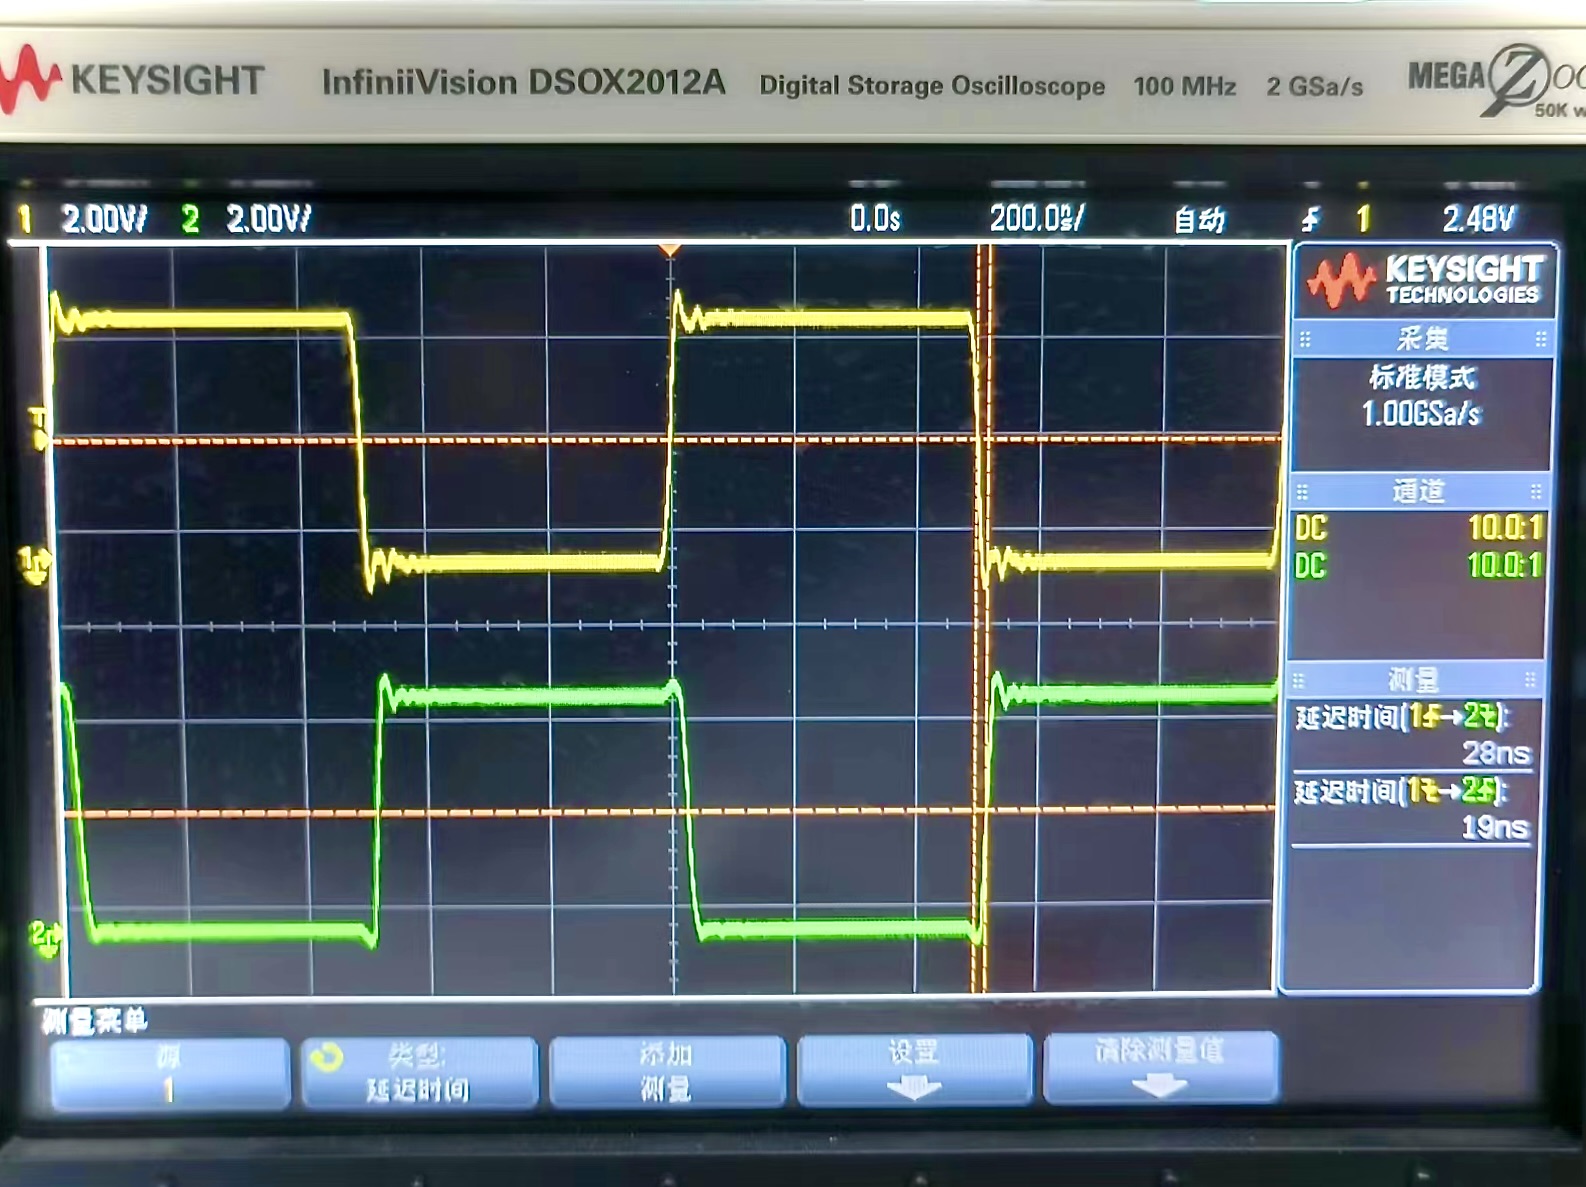 KEYSIGHT InfiniiVision DSOX2012A Digital Storage Oscilloscope 100 MHz 2 GSa/s MEGA Zoo
50K w
1 2.00V/ 2 2.00V/ 0.0s 200.0ns/ 自动 1 2.48V
KEYSIGHT
TECHNOLOGIES
采集
标准模式
1.00GSa/s
通道
DC 10.0:1
DC 10.0:1
测量
延迟时间(1→2):
28ns
延迟时间(1→2):
19ns
T
1
2
测量菜单
源
1
类型:
延迟时间
添加
测量
设置
清除测量值